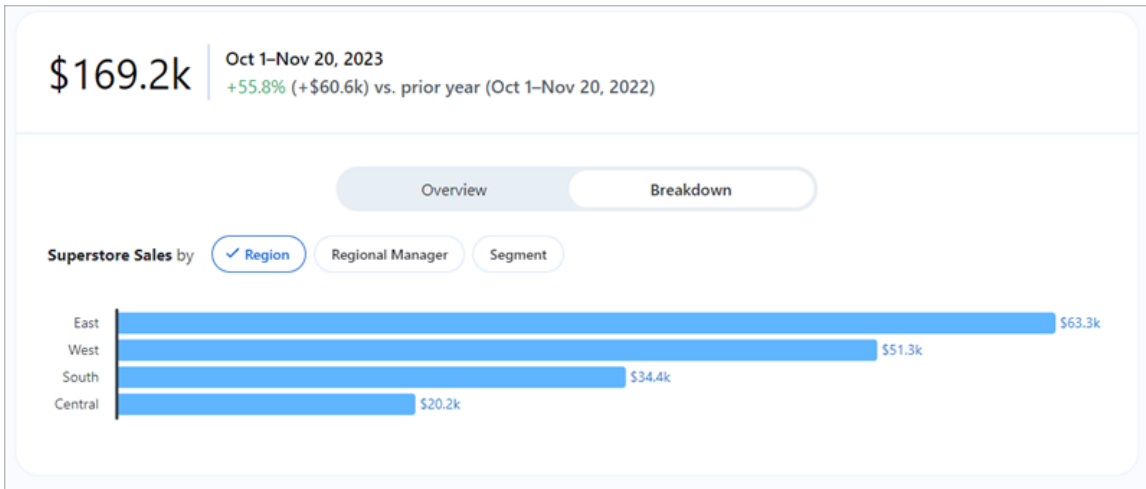 $169.2k
Oct 1–Nov 20, 2023
+55.8% (+$60.6k) vs. prior year (Oct 1–Nov 20, 2022)
Overview Breakdown
Superstore Sales by Region Regional Manager Segment
East $63.3k
West $51.3k
South $34.4k
Central $20.2k